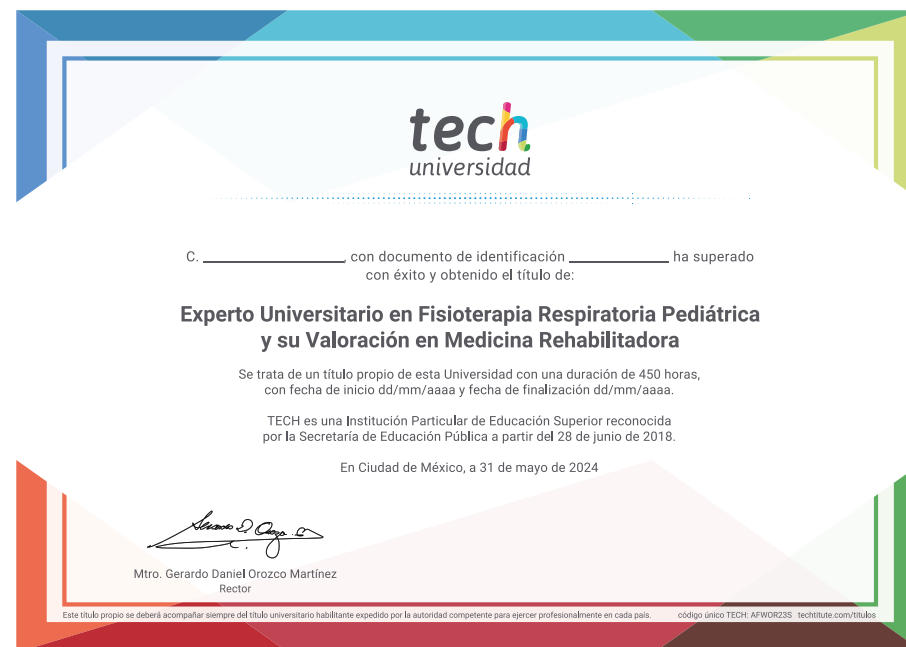 tech
universidad
C. ____________, con documento de identificación ____________ ha superado
con éxito y obtenido el título de:
Experto Universitario en Fisioterapia Respiratoria Pediátrica
y su Valoración en Medicina Rehabilitadora
Se trata de un título propio de esta Universidad con una duración de 450 horas,
con fecha de inicio dd/mm/aaaa y fecha de finalización dd/mm/aaaa.
TECH es una Institución Particular de Educación Superior reconocida
por la Secretaría de Educación Pública a partir del 28 de junio de 2018.
En Ciudad de México, a 31 de mayo de 2024
Mtro. Gerardo Daniel Orozco Martínez
Rector
Este título propio se deberá acompañar siempre del título universitario habilitante expedido por la autoridad competente para ejercer profesionalmente en cada país. código único TECH: AFWOR23S techtitute.com/titulos